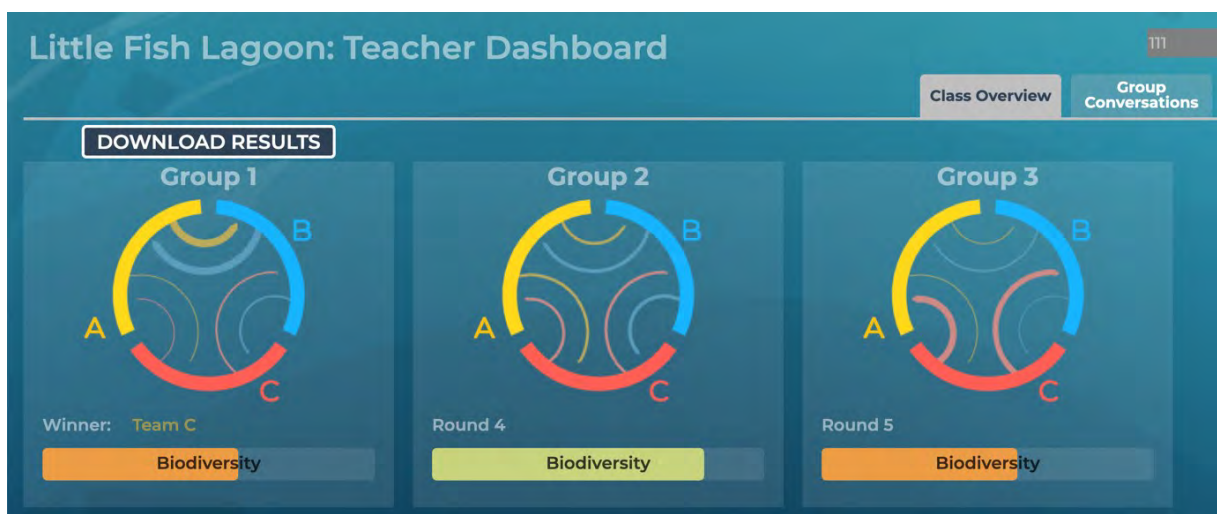 Little Fish Lagoon: Teacher Dashboard
111
Class Overview
Group
Conversations
DOWNLOAD RESULTS
Group 1
B
A
C
Winner: Team C
Biodiversity
Group 2
B
A
C
Round 4
Biodiversity
Group 3
B
A
C
Round 5
Biodiversity